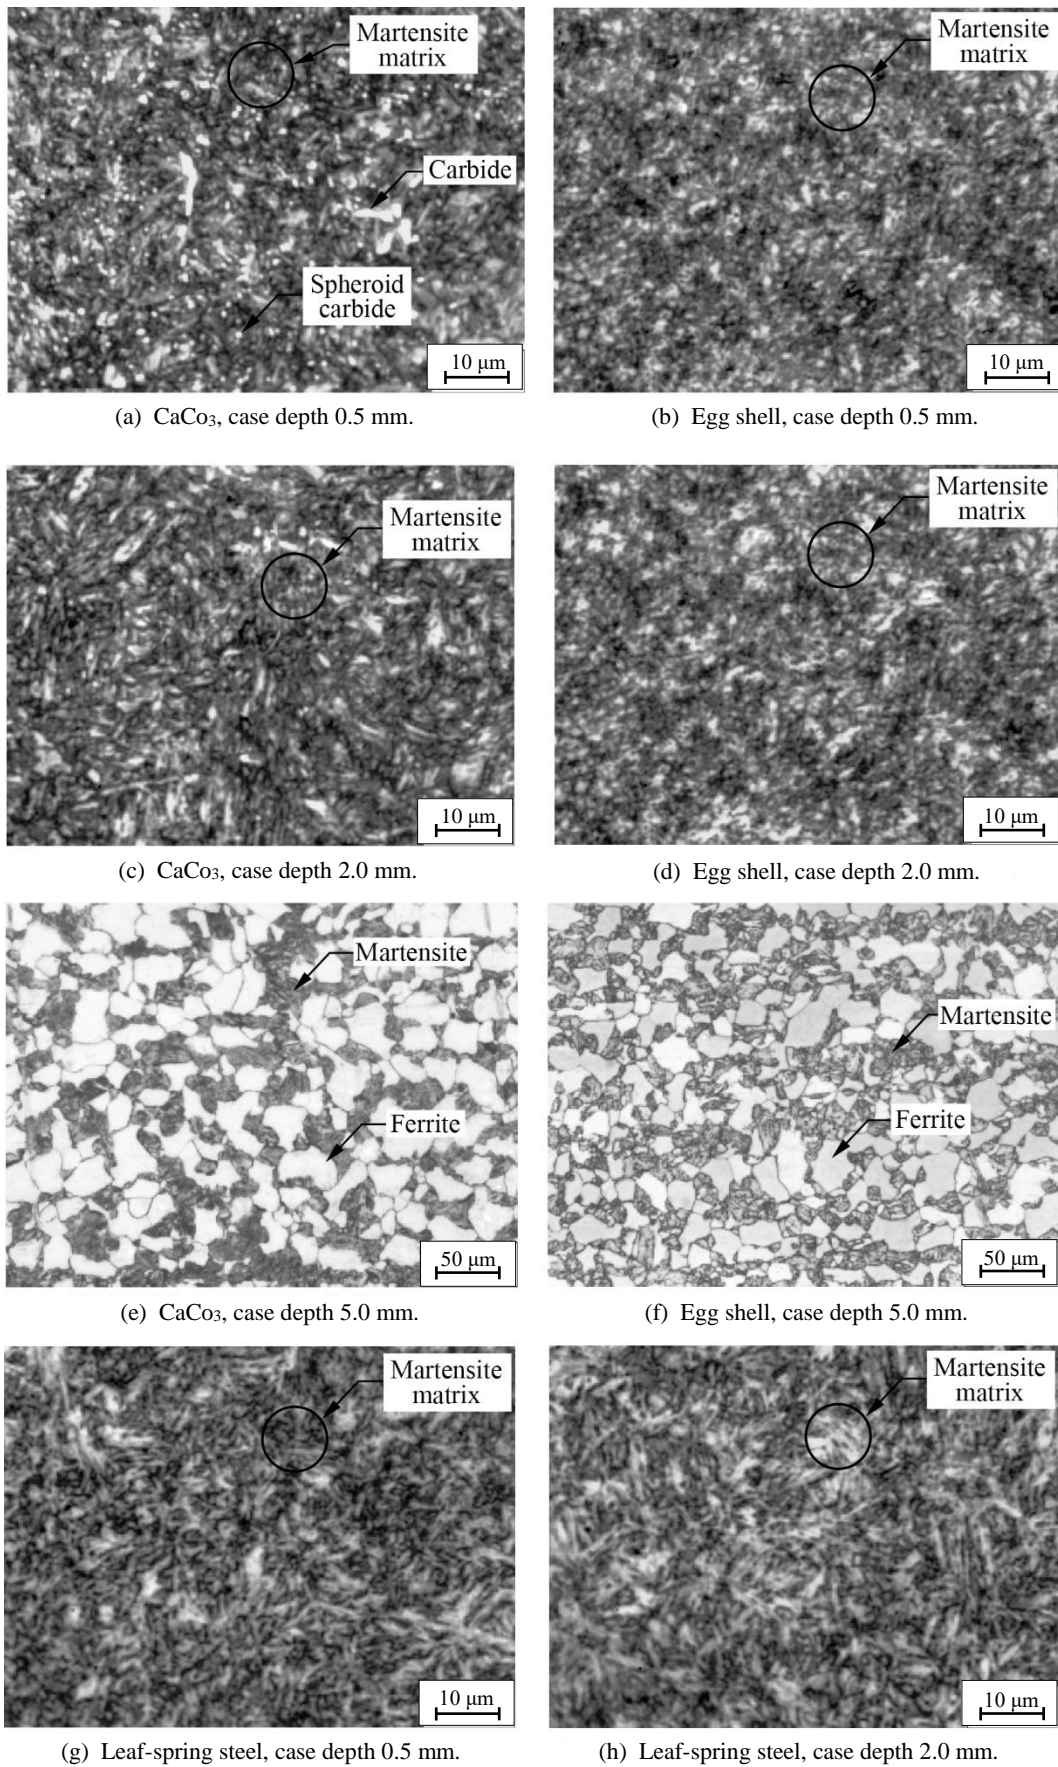 Martensite
matrix
Carbide
Spheroid
carbide
10 μm
(a) CaCo₃, case depth 0.5 mm.
Martensite
matrix
10 μm
(b) Egg shell, case depth 0.5 mm.
Martensite
matrix
10 μm
(c) CaCo₃, case depth 2.0 mm.
Martensite
matrix
10 μm
(d) Egg shell, case depth 2.0 mm.
Martensite
Ferrite
50 μm
(e) CaCo₃, case depth 5.0 mm.
Martensite
Ferrite
50 μm
(f) Egg shell, case depth 5.0 mm.
Martensite
matrix
10 μm
(g) Leaf-spring steel, case depth 0.5 mm.
Martensite
matrix
10 μm
(h) Leaf-spring steel, case depth 2.0 mm.